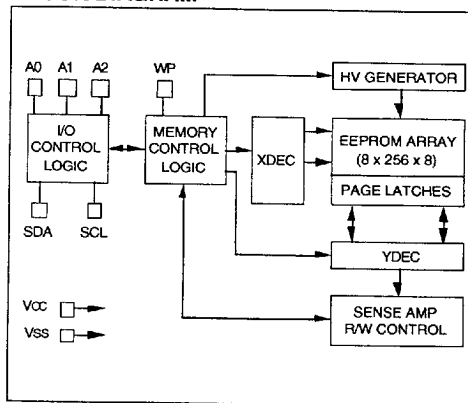 A0 A1 A2 WP
HV GENERATOR
I/O
CONTROL
LOGIC
MEMORY
CONTROL
LOGIC
XDEC
EEPROM ARRAY
(8 x 256 x 8)
PAGE LATCHES
SDA SCL
YDEC
VCC
VSS
SENSE AMP
R/W CONTROL